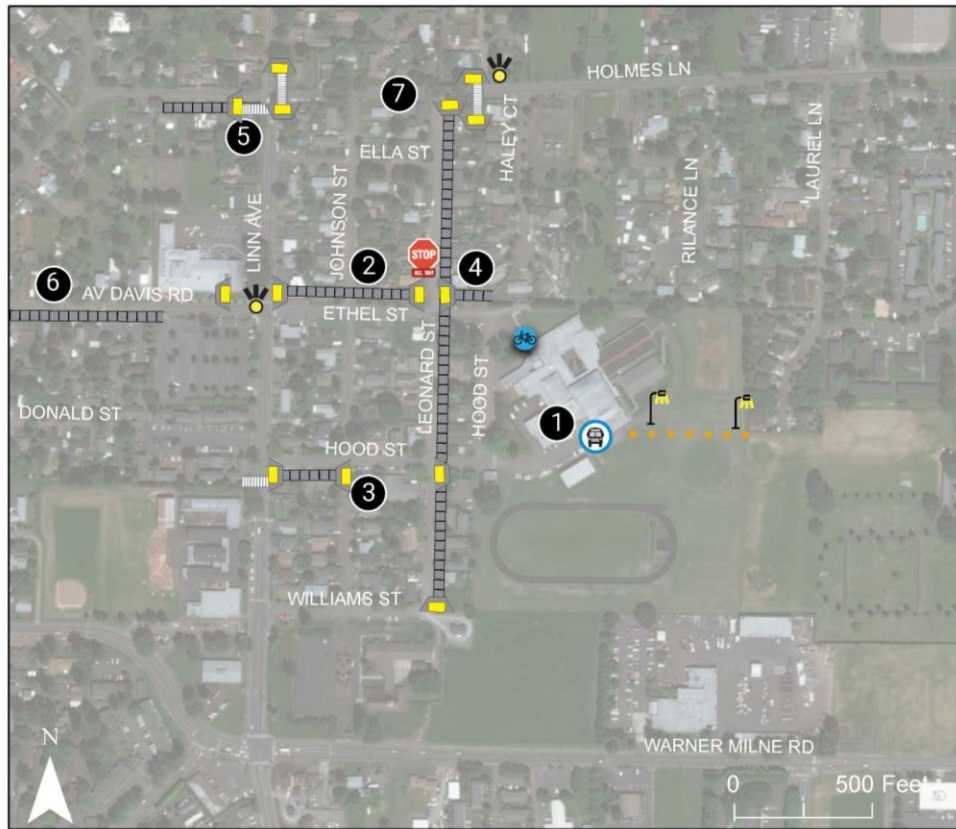 HOLMES LN
7
5
ELLA ST
HALEY CT
LINN AVE
JOHNSON ST
RILANCE LN
LAUREL LN
STOP
ALL WAY
2
4
6
AV DAVIS RD
ETHEL ST
LEONARD ST
HOOD ST
DONALD ST
1
HOOD ST
3
WILLIAMS ST
N
WARNER MILNE RD
0 500 Feet